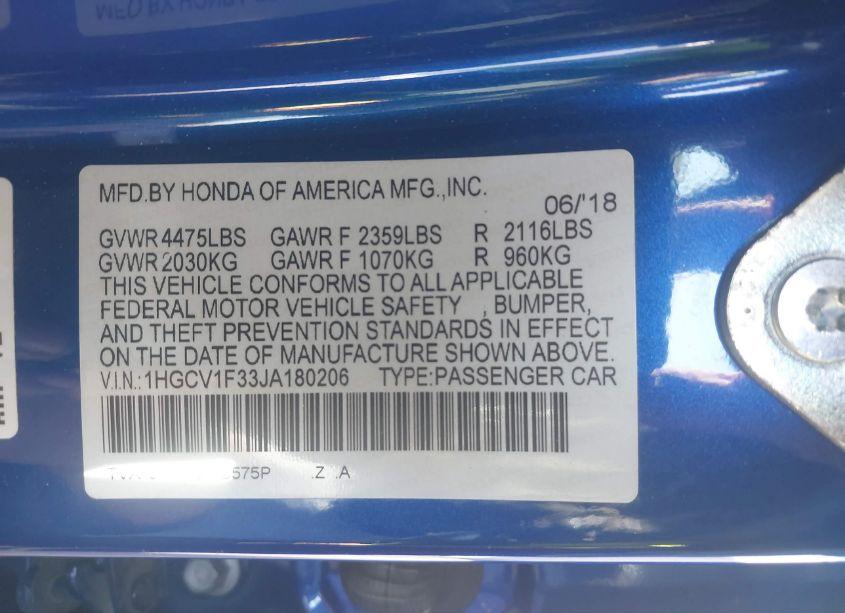 MFD.BY HONDA OF AMERICA MFG.,INC.
06/'18
GVWR 4475LBS GAWR F 2359LBS R 2116LBS
GVWR 2030KG GAWR F 1070KG R 960KG
THIS VEHICLE CONFORMS TO ALL APPLICABLE
FEDERAL MOTOR VEHICLE SAFETY , BUMPER,
AND THEFT PREVENTION STANDARDS IN EFFECT
ON THE DATE OF MANUFACTURE SHOWN ABOVE.
V.I.N.:1HGCV1F33JA180206 TYPE:PASSENGER CAR
575P